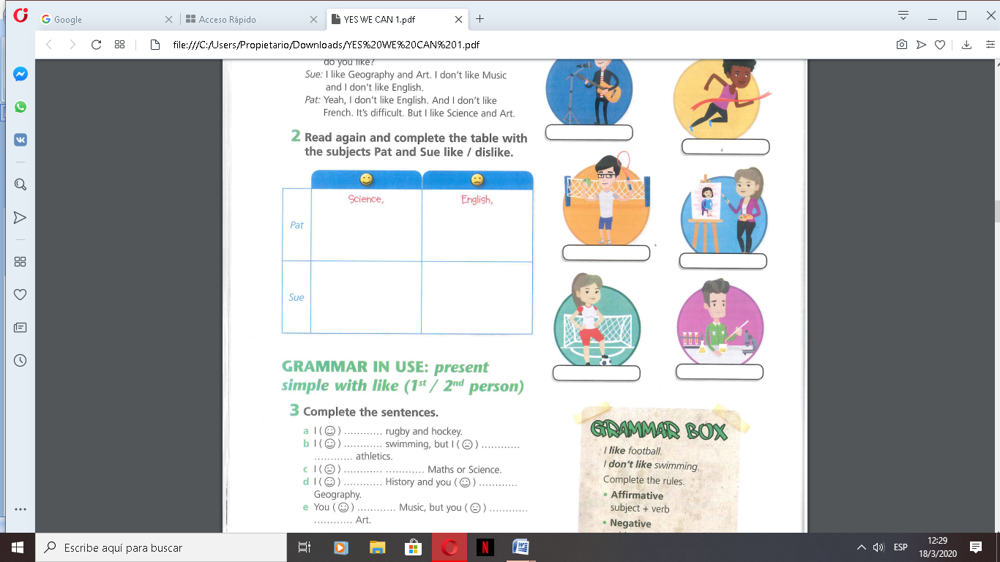 Google
Acceso Rápido
YES WE CAN 1.pdf
file:///C:/Users/Propietario/Downloads/YES%20WE%20CAN%201.pdf
do you like?
Sue: I like Geography and Art. I don't like Music
and I don't like English.
Pat: Yeah, I don't like English. And I don't like
French. It's difficult. But I like Science and Art.
2 Read again and complete the table with
the subjects Pat and Sue like / dislike.
Science,
English,
Pat
Sue
GRAMMAR IN USE: present
simple with like (1st / 2nd person)
3 Complete the sentences.
a I (☺) ............ rugby and hockey.
b I (☺) ............ swimming, but I (☹) ............
............ athletics.
c I (☹) ............ ............ Maths or Science.
d I (☺) ............ History and you (☺) ............
Geography.
e You (☺) ............ Music, but you (☹) ............
............ Art.
GRAMMAR BOX
I like football.
I don't like swimming.
Complete the rules.
• Affirmative
subject + verb
• Negative
Escribe aquí para buscar
ESP
12:29
18/3/2020